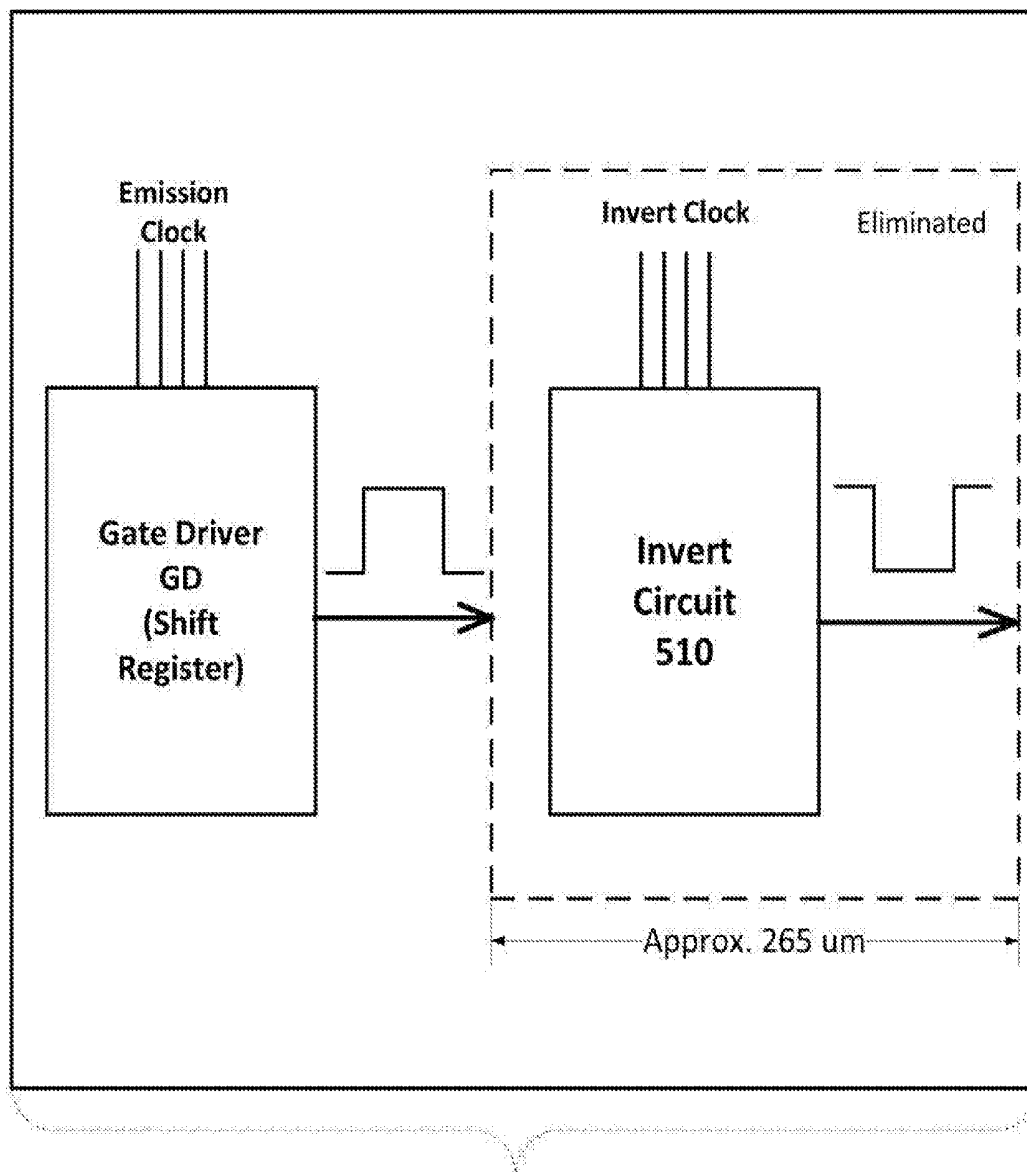 Emission
Clock
Invert Clock
Eliminated
Gate Driver
GD
(Shift
Register)
Invert
Circuit
510
Approx. 265 um